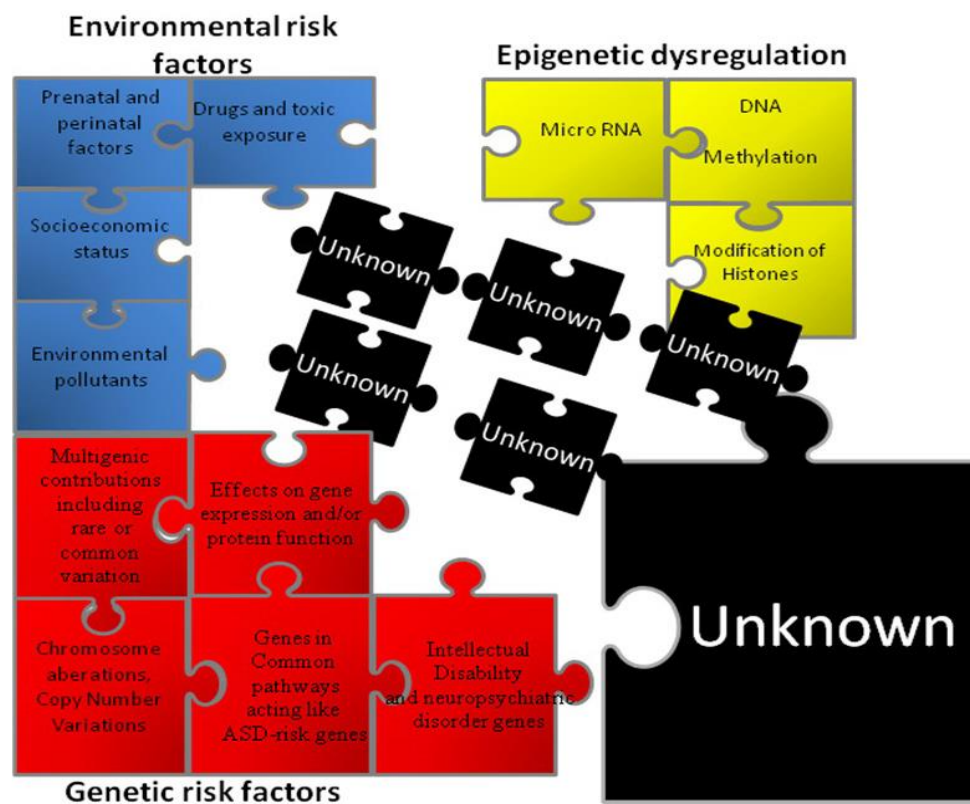 Environmental risk
factors
Epigenetic dysregulation
Prenatal and
perinatal
factors
Drugs and toxic
exposure
Micro RNA
DNA
Methylation
Socioeconomic
status
Modification of
Histones
Unknown
Unknown
Unknown
Unknown
Unknown
Environmental
pollutants
Multigenic
contributions
including
rare or
common
variation
Effects on gene
expression and/or
protein function
Unknown
Chromosome
aberations,
Copy Number
Variations
Genes in
Common
pathways
acting like
ASD-risk genes
Intellectual
Disability
and neuropsychiatric
disorder genes
Genetic risk factors